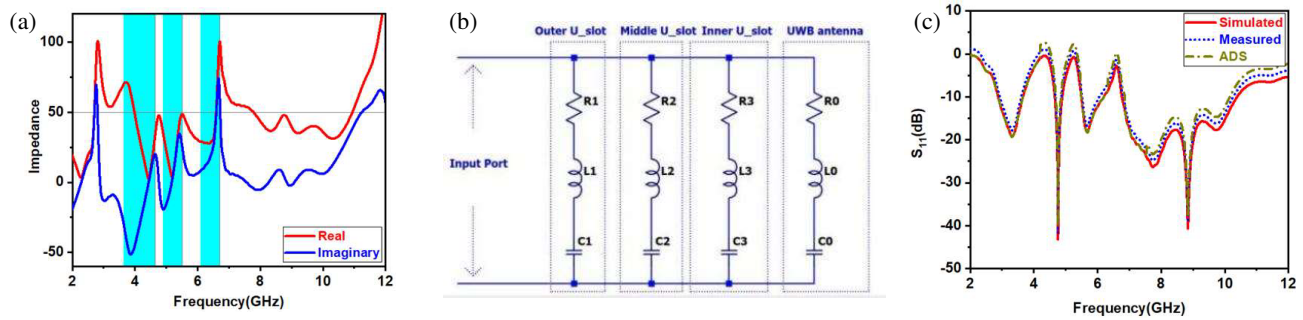 (a)
100
50
0
-50
2
4
6
8
10
12
Impedance
Frequency(GHz)
Real
Imaginary
(b)
Outer U_slot
Middle U_slot
Inner U_slot
UWB antenna
R1
R2
R3
R0
Input Port
L1
L2
L3
L0
C1
C2
C3
C0
(c)
10
0
-10
-20
-30
-40
-50
2
4
6
8
10
12
S11(dB)
Frequency(GHz)
Simulated
Measured
ADS